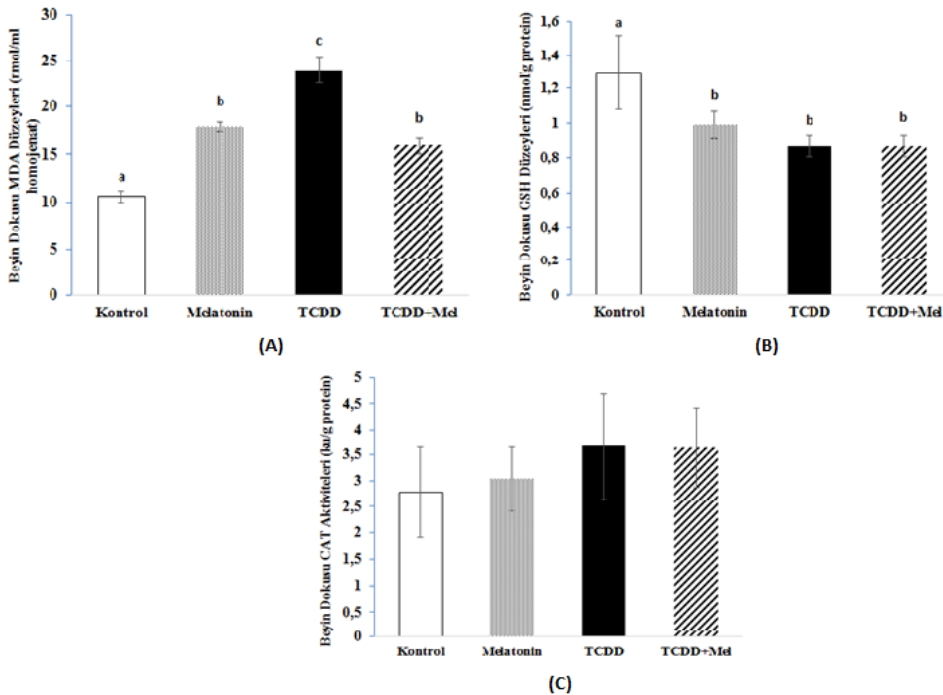 Beyin Dokusu MDA Düzeyleri (nmol/ml
homojenat)
30
25
20
15
10
5
0
a
b
c
b
Kontrol
Melatonin
TCDD
TCDD+Mel
(A)
Beyin Dokusu GSH Düzeyleri (nmol/g protein)
1,6
1,4
1,2
1
0,8
0,6
0,4
0,2
0
a
b
b
b
Kontrol
Melatonin
TCDD
TCDD+Mel
(B)
Beyin Dokusu CAT Aktiviteleri (ku/g protein)
5
4,5
4
3,5
3
2,5
2
1,5
1
0,5
0
Kontrol
Melatonin
TCDD
TCDD+Mel
(C)